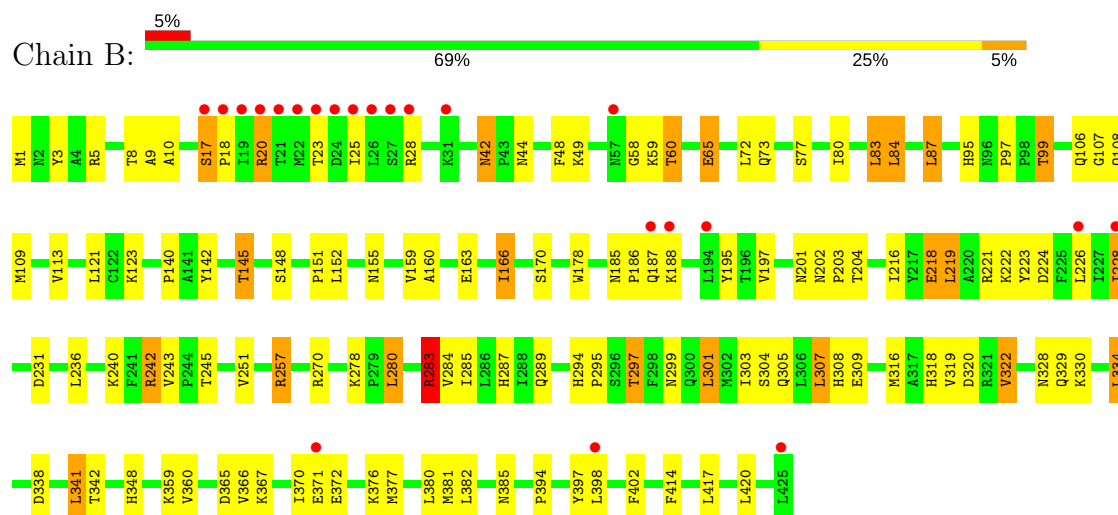 5%
Chain B:
69% 25% 5%
M1 N2 Y3 A4 R5 T8 A9 A10 S17 P18 I19 R20 T21 M22 T23 D24 I25 L26 S27 R28 K31 N42 P43 N44 F48 K49 N57 G58 K59 T60 E65 L72 Q73 S77 I80 L83 L84 L87 H95 N96 P97 P98 T99 Q106 G107
M109 V113 L121 C122 K123 P140 A141 Y142 T145 S148 P151 L152 N155 V159 A160 E163 I166 S170 W178 N185 P186 Q187 K188 L194 Y195 T196 V197 N201 N202 P203 T204 I216 Y217 E218 L219 A220 R221 K222 Y223 D224 F225 L226 I227
D231 L236 K240 F241 R242 V243 P244 T245 V251 R257 R270 K278 P279 L280 R283 V284 I285 L286 H287 I288 Q289 H294 P295 S296 T297 F298 N299 Q300 L301 M302 I303 S304 Q305 L306 L307 H308 E309 M316 A317 H318 V319 D320 R321 V322 N328 Q329 K330
D338 L341 T342 H348 K359 V360 D365 V366 K367 I370 E371 E372 K376 M377 L380 M381 L382 N385 P394 Y397 L398 F402 F414 L417 L420 L425